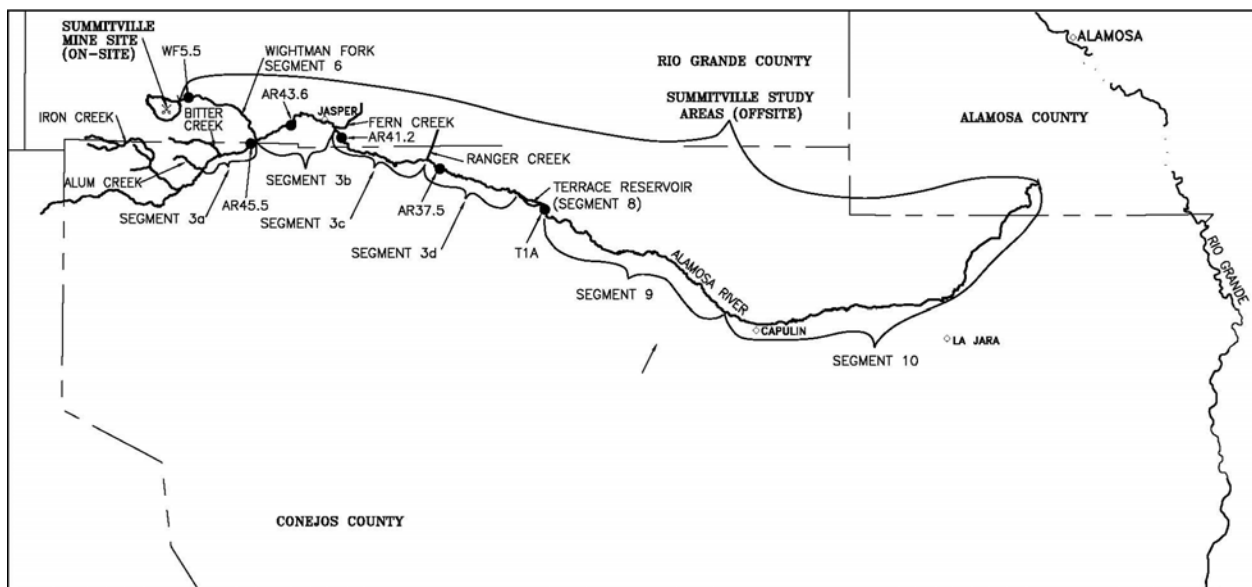 SUMMITVILLE
MINE SITE
(ON-SITE)
WF5.5
WIGHTMAN FORK
SEGMENT 6
AR43.6
JASPER
FERN CREEK
AR41.2
IRON CREEK
BITTER
CREEK
RANGER CREEK
ALUM CREEK
SEGMENT 3a
AR45.5
SEGMENT 3b
SEGMENT 3c
AR37.5
SEGMENT 3d
TERRACE RESERVOIR
(SEGMENT 8)
T1A
RIO GRANDE COUNTY
SUMMITVILLE STUDY
AREAS (OFFSITE)
ALAMOSA
ALAMOSA COUNTY
RIO GRANDE
SEGMENT 9
ALAMOSA RIVER
CAPULIN
SEGMENT 10
LA JARA
CONEJOS COUNTY